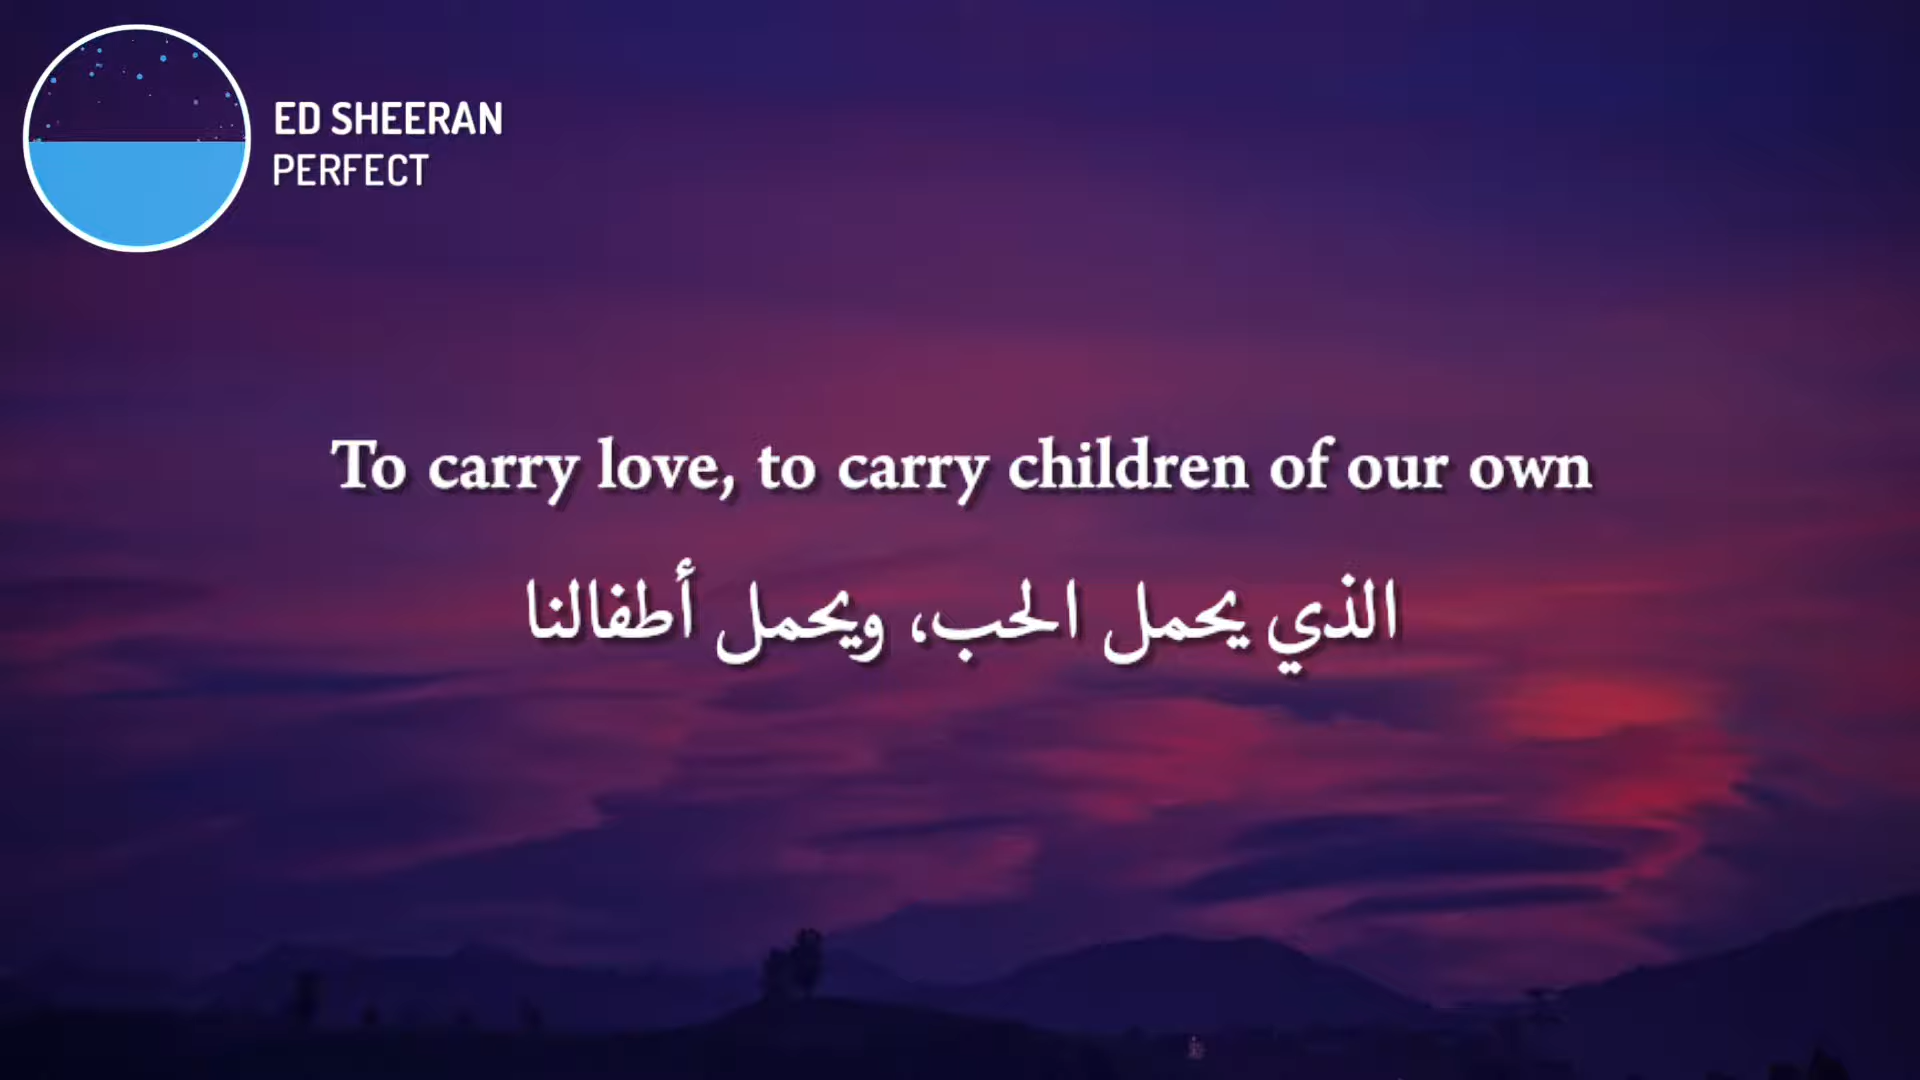 ED SHEERAN
PERFECT
To carry love, to carry children of our own
الذي يحمل الحب، ويحمل أطفالنا